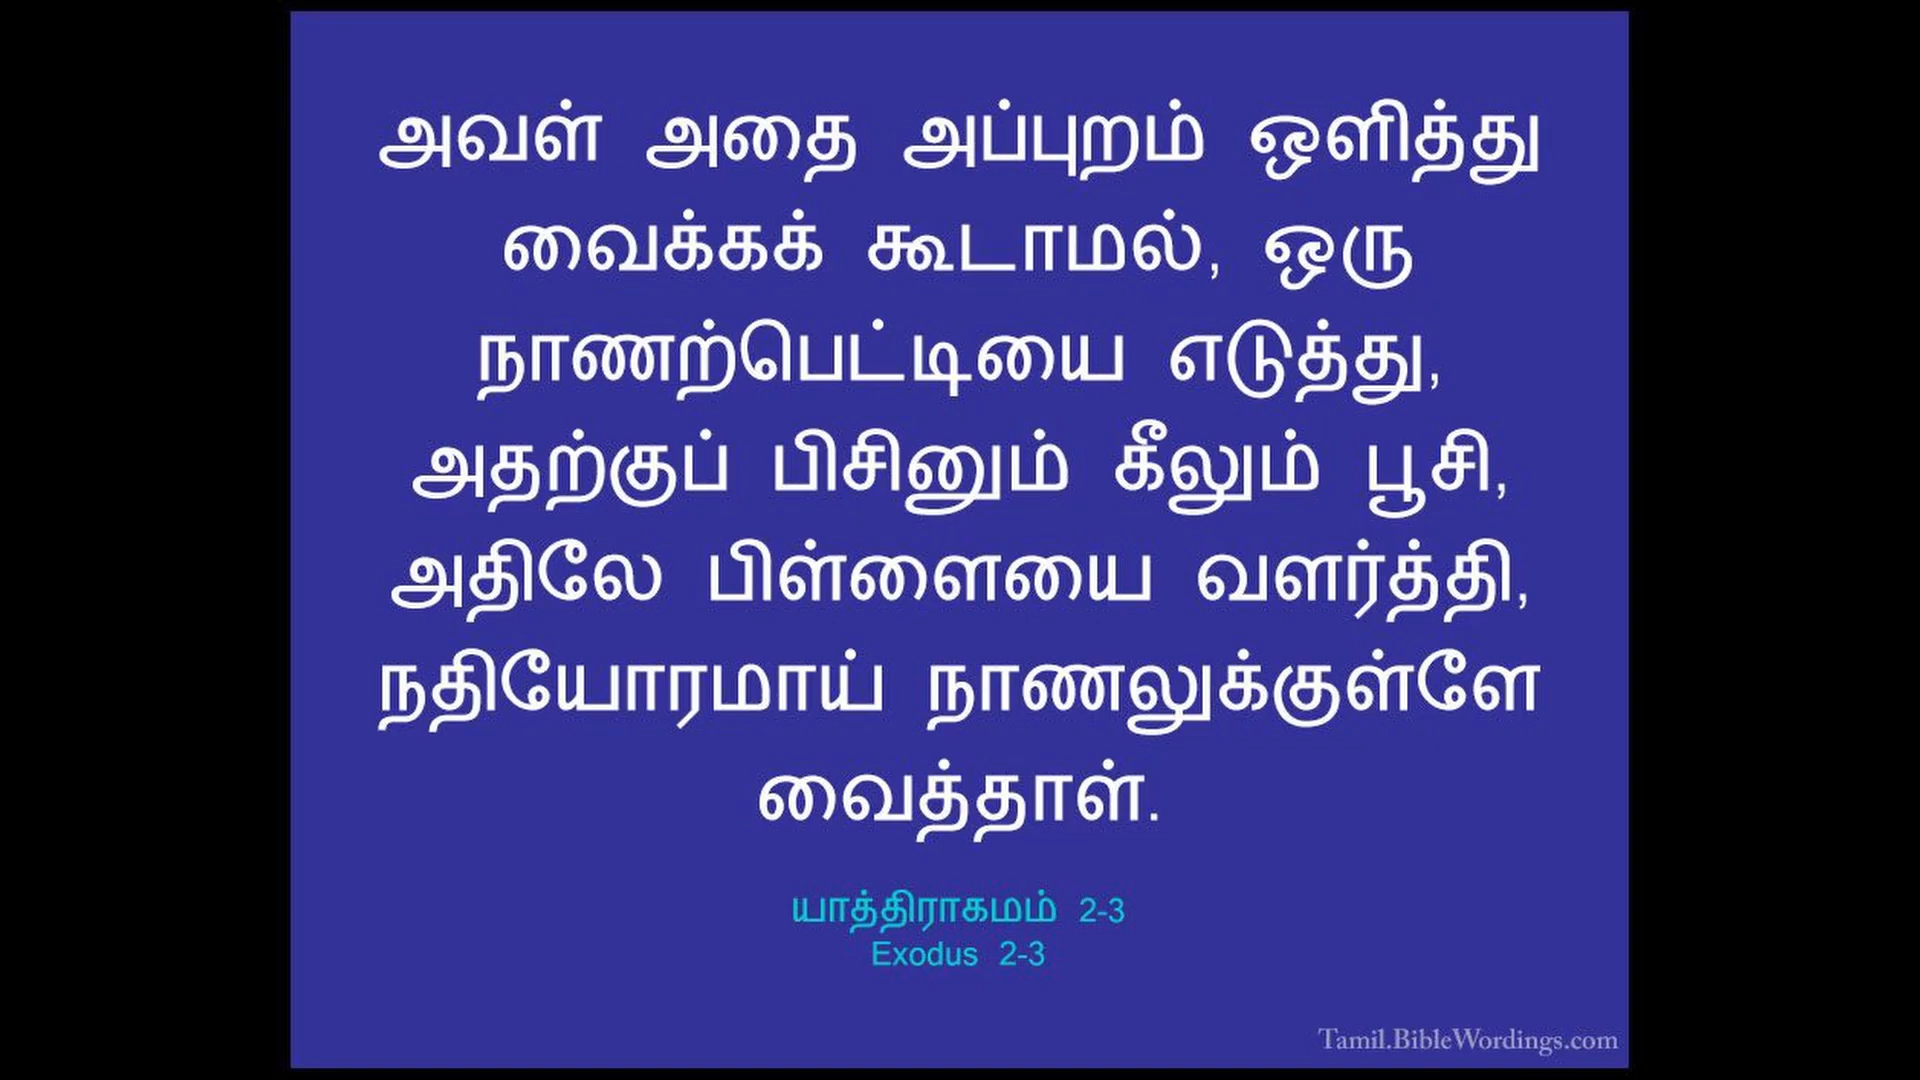 அவள் அதை அப்புறம் ஒளித்து
வைக்கக் கூடாமல், ஒரு
நாணற்பெட்டியை எடுத்து,
அதற்குப் பிசினும் கீலும் பூசி,
அதிலே பிள்ளையை வளர்த்தி,
நதியோரமாய் நாணலுக்குள்ளே
வைத்தாள்.
யாத்திராகமம் 2-3
Exodus 2-3
Tamil.BibleWordings.com